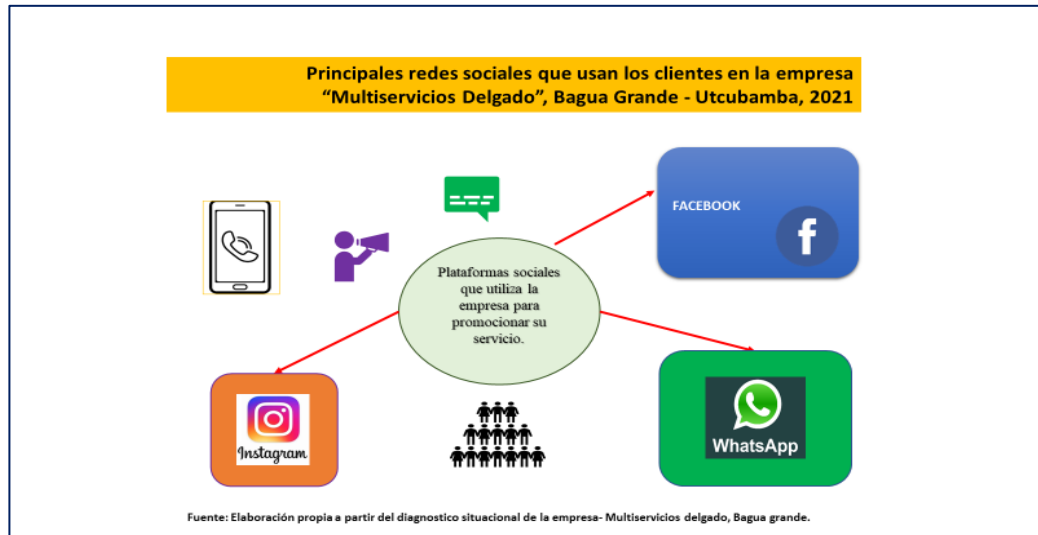 Principales redes sociales que usan los clientes en la empresa
“Multiservicios Delgado”, Bagua Grande - Utcubamba, 2021
FACEBOOK
f
Plataformas sociales
que utiliza la
empresa para
promocionar su
servicio.
Instagram
WhatsApp
Fuente: Elaboración propia a partir del diagnostico situacional de la empresa- Multiservicios delgado, Bagua grande.